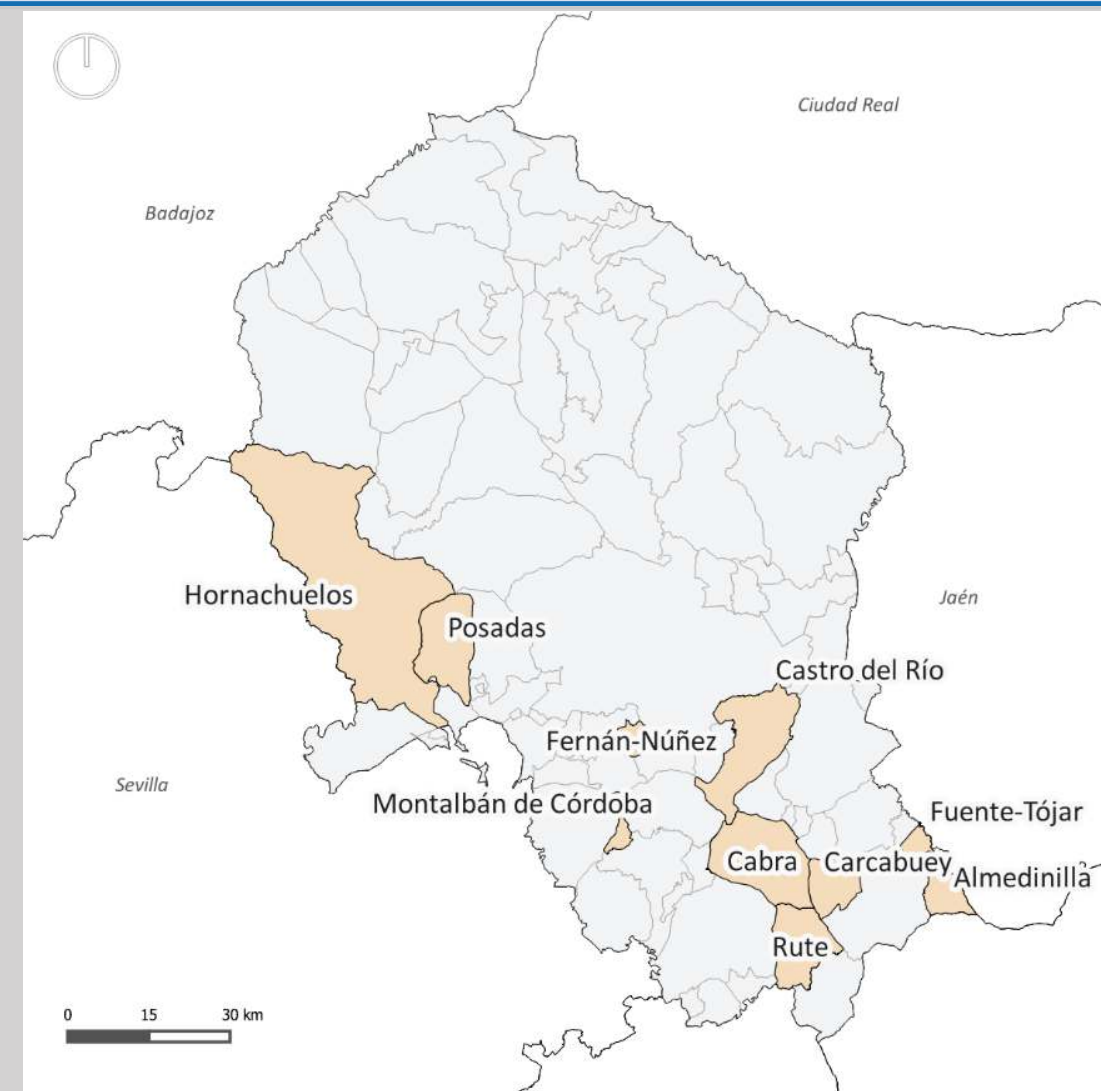 Ciudad Real
Badajoz
Hornachuelos
Jaén
Posadas
Castro del Río
Fernán-Núñez
Sevilla
Montalbán de Córdoba
Fuente-Tójar
Cabra
Carcabuey
Almedinilla
Rute
0 15 30 km